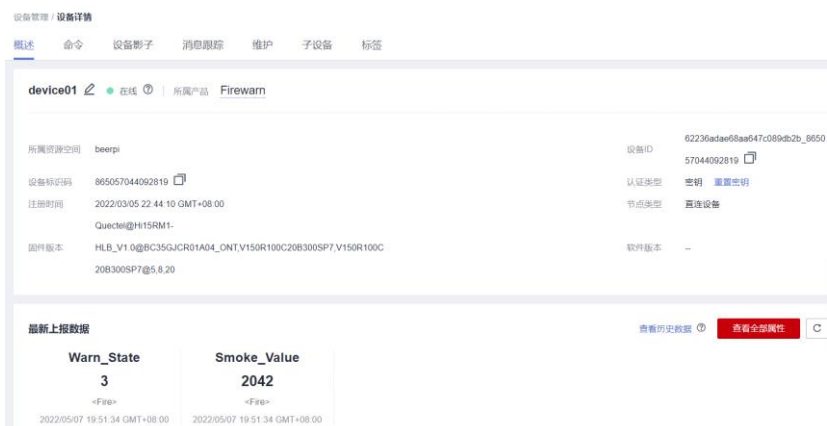 设备管理 / 设备详情
概述 命令 设备影子 消息跟踪 维护 子设备 标签
device01 在线 所属产品 Firewarn
所属资源空间 beerpi
设备ID 62236adae68aa647c089db2b_8650
57044092819
设备标识码 865057044092819
认证类型 密钥 重置密钥
注册时间 2022/03/05 22:44:10 GMT+08:00
节点类型 直连设备
Quectel@Hi15RM1-
固件版本 HLB_V1.0@BC35GJCR01A04_ONT,V150R100C20B300SP7,V150R100C
20B300SP7@5,8,20
软件版本 --
最新上报数据 查看历史数据 查看全部属性
Warn_State Smoke_Value
3 2042
<Fire> <Fire>
2022/05/07 19:51:34 GMT+08:00 2022/05/07 19:51:34 GMT+08:00